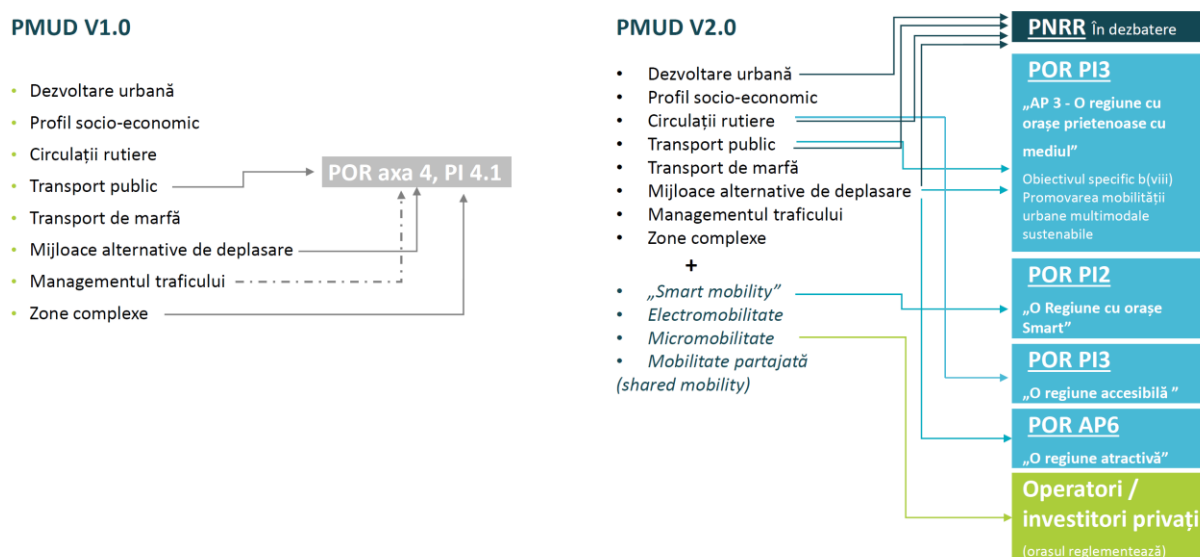 PMUD V1.0
• Dezvoltare urbană
• Profil socio-economic
• Circulații rutiere
• Transport public
• Transport de marfă
• Mijloace alternative de deplasare
• Managementul traficului
• Zone complexe
POR axa 4, PI 4.1
PMUD V2.0
• Dezvoltare urbană
• Profil socio-economic
• Circulații rutiere
• Transport public
• Transport de marfă
• Mijloace alternative de deplasare
• Managementul traficului
• Zone complexe
+
• „Smart mobility”
• Electromobilitate
• Micromobilitate
• Mobilitate partajată
(shared mobility)
PNRR În dezbatere
POR PI3
„AP 3 - O regiune cu
orașe prietenoase cu
mediul”
Obiectivul specific b(viii)
Promovarea mobilității
urbane multimodale
sustenabile
POR PI2
„O Regiune cu orașe
Smart”
POR PI3
„O regiune accesibilă ”
POR AP6
„O regiune atractivă”
Operatori /
investitori privați
(orașul reglementează)